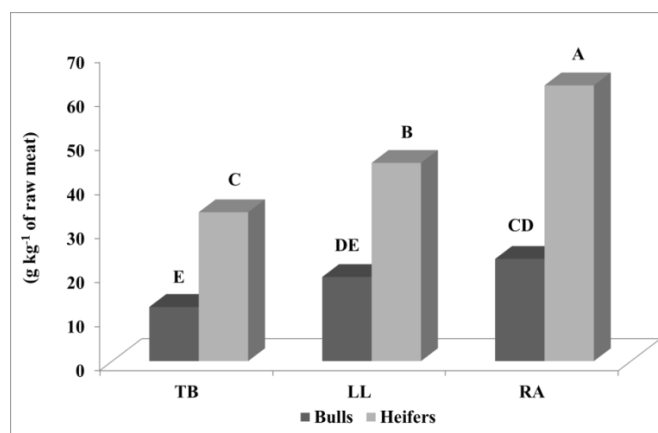 70
60
50
40
30
20
10
0
(g kg⁻¹ of raw meat)
E
C
DE
B
CD
A
TB LL RA
Bulls Heifers